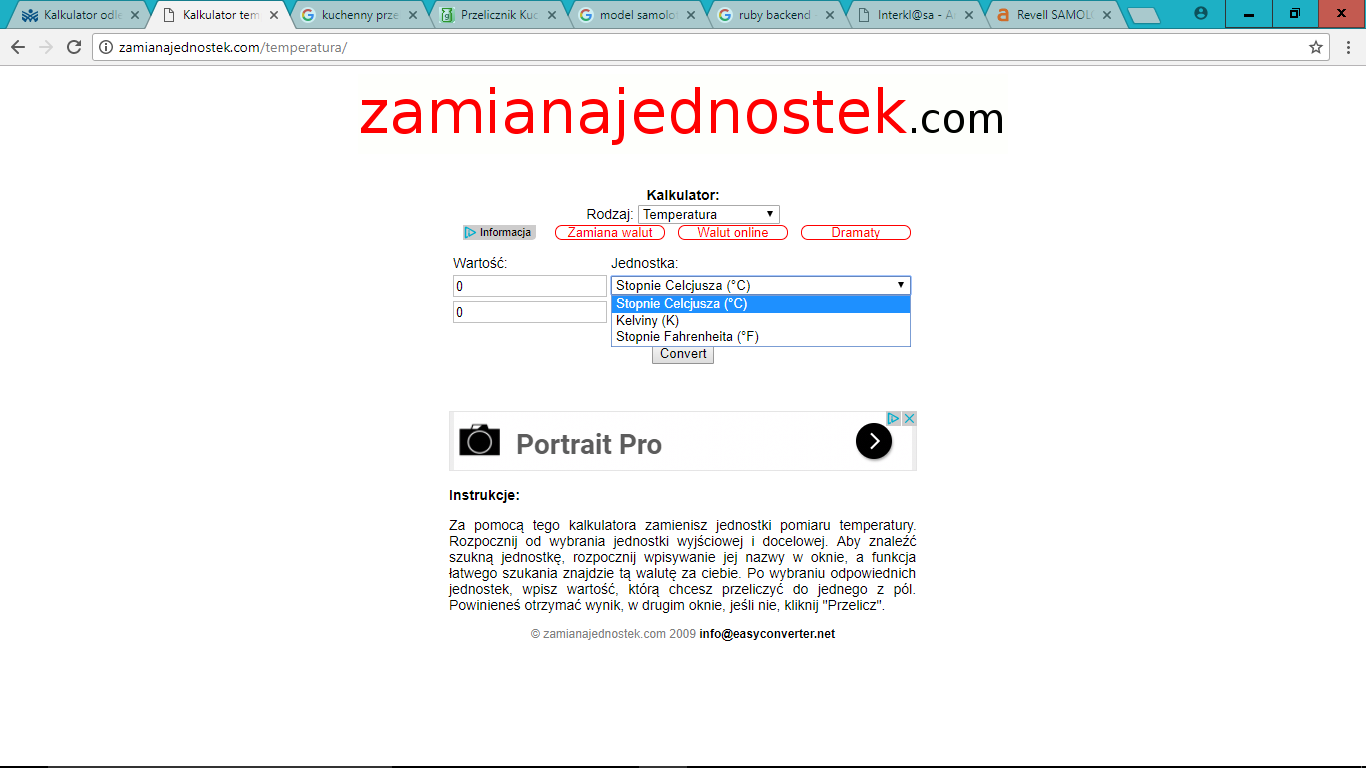 Kalkulator odle
Kalkulator tem
kuchenny prze
Przelicznik Kuc
model samolot
ruby backend
Interkl@sa - A
Revell SAMOLO
zamianajednostek.com/temperatura/
zamianajednostek.com
Kalkulator:
Rodzaj: Temperatura
Informacja Zamiana walut Walut online Dramaty
Wartość: Jednostka:
0 Stopnie Celcjusza (°C)
Stopnie Celcjusza (°C)
0 Kelviny (K)
Stopnie Fahrenheita (°F)
Convert
Portrait Pro
Instrukcje:
Za pomocą tego kalkulatora zamienisz jednostki pomiaru temperatury.
Rozpocznij od wybrania jednostki wyjściowej i docelowej. Aby znaleźć
szukną jednostkę, rozpocznij wpisywanie jej nazwy w oknie, a funkcja
łatwego szukania znajdzie tą walutę za ciebie. Po wybraniu odpowiednich
jednostek, wpisz wartość, którą chcesz przeliczyć do jednego z pól.
Powinieneś otrzymać wynik, w drugim oknie, jeśli nie, kliknij "Przelicz".
© zamianajednostek.com 2009 info@easyconverter.net